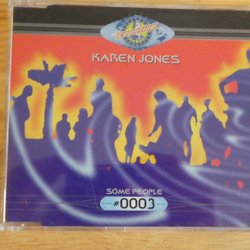 KAREN JONES
SOME PEOPLE
#0003